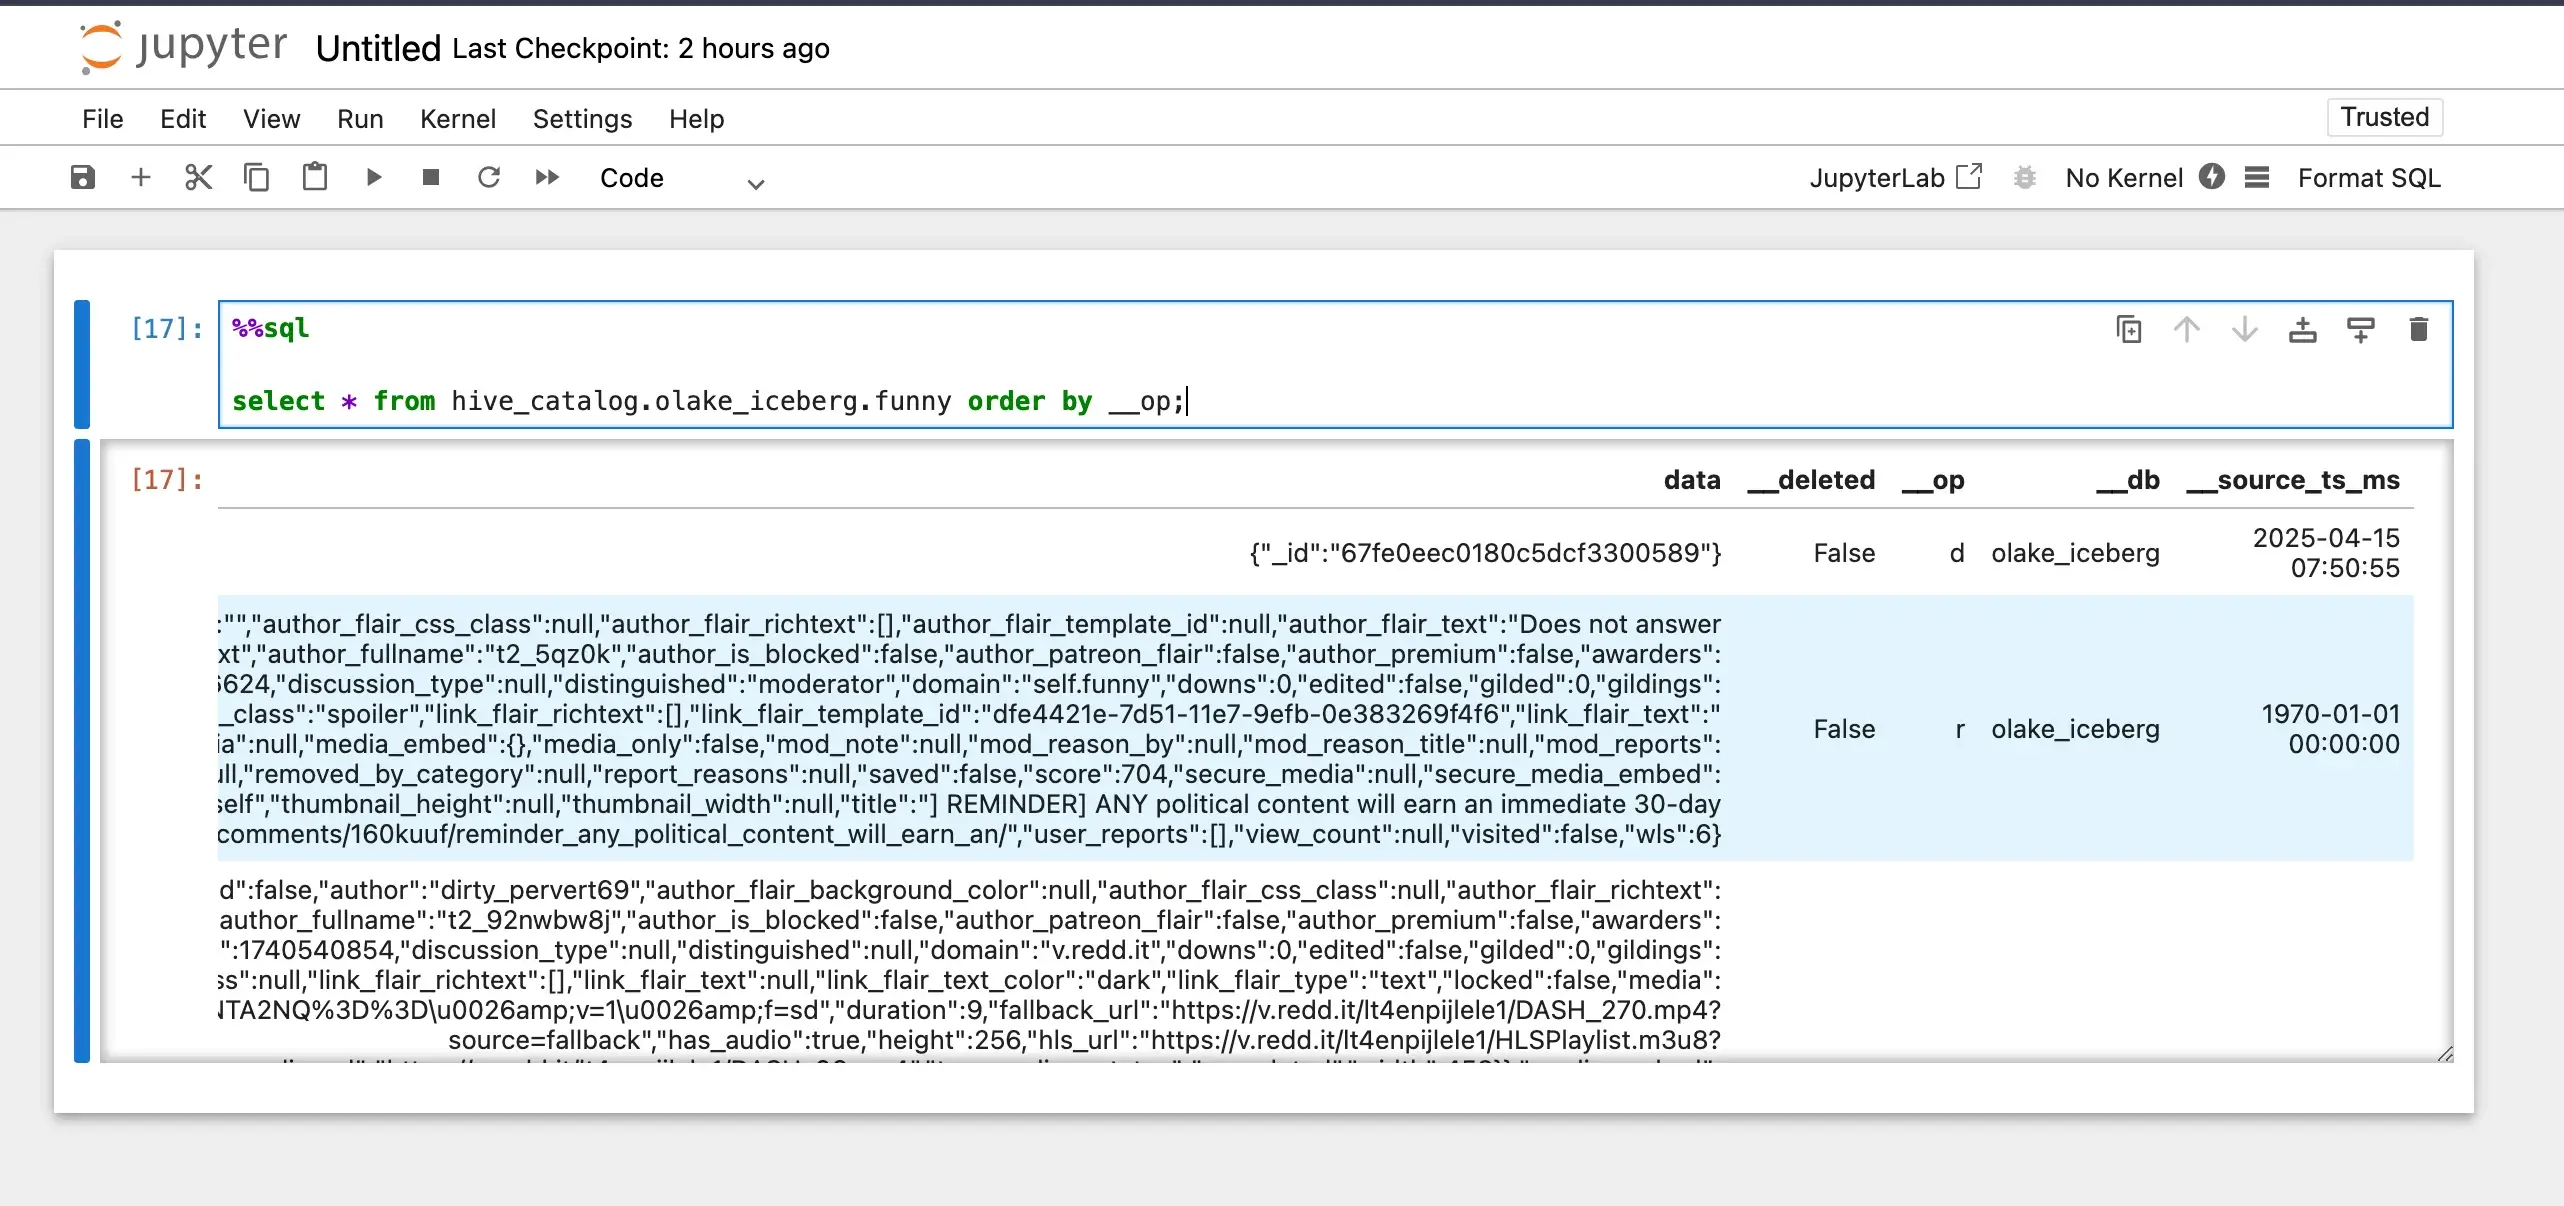 jupyter Untitled Last Checkpoint: 2 hours ago
File Edit View Run Kernel Settings Help Trusted
Code JupyterLab No Kernel Format SQL
[17]: %%sql
select * from hive_catalog.olake_iceberg.funny order by __op;
[17]: data __deleted __op __db __source_ts_ms
{"_id":"67fe0eec0180c5dcf3300589"} False d olake_iceberg 2025-04-15
07:50:55
:"","author_flair_css_class":null,"author_flair_richtext":[],"author_flair_template_id":null,"author_flair_text":"Does not answer
xt","author_fullname":"t2_5qz0k","author_is_blocked":false,"author_patreon_flair":false,"author_premium":false,"awarders":
6624,"discussion_type":null,"distinguished":"moderator","domain":"self.funny","downs":0,"edited":false,"gilded":0,"gildings":
_class":"spoiler","link_flair_richtext":[],"link_flair_template_id":"dfe4421e-7d51-11e7-9efb-0e383269f4f6","link_flair_text":"
ia":null,"media_embed":{},"media_only":false,"mod_note":null,"mod_reason_by":null,"mod_reason_title":null,"mod_reports":
ull,"removed_by_category":null,"report_reasons":null,"saved":false,"score":704,"secure_media":null,"secure_media_embed":
self","thumbnail_height":null,"thumbnail_width":null,"title":"] REMINDER] ANY political content will earn an immediate 30-day
comments/160kuuf/reminder_any_political_content_will_earn_an/","user_reports":[],"view_count":null,"visited":false,"wls":6}
False r olake_iceberg 1970-01-01
00:00:00
d":false,"author":"dirty_pervert69","author_flair_background_color":null,"author_flair_css_class":null,"author_flair_richtext":
author_fullname":"t2_92nwbw8j","author_is_blocked":false,"author_patreon_flair":false,"author_premium":false,"awarders":
":1740540854,"discussion_type":null,"distinguished":null,"domain":"v.redd.it","downs":0,"edited":false,"gilded":0,"gildings":
ss":null,"link_flair_richtext":[],"link_flair_text":null,"link_flair_text_color":"dark","link_flair_type":"text","locked":false,"media":
NTA2NQ%3D%3D\u0026amp;v=1\u0026amp;f=sd","duration":9,"fallback_url":"https://v.redd.it/lt4enpijlele1/DASH_270.mp4?
source=fallback","has_audio":true,"height":256,"hls_url":"https://v.redd.it/lt4enpijlele1/HLSPlaylist.m3u8?